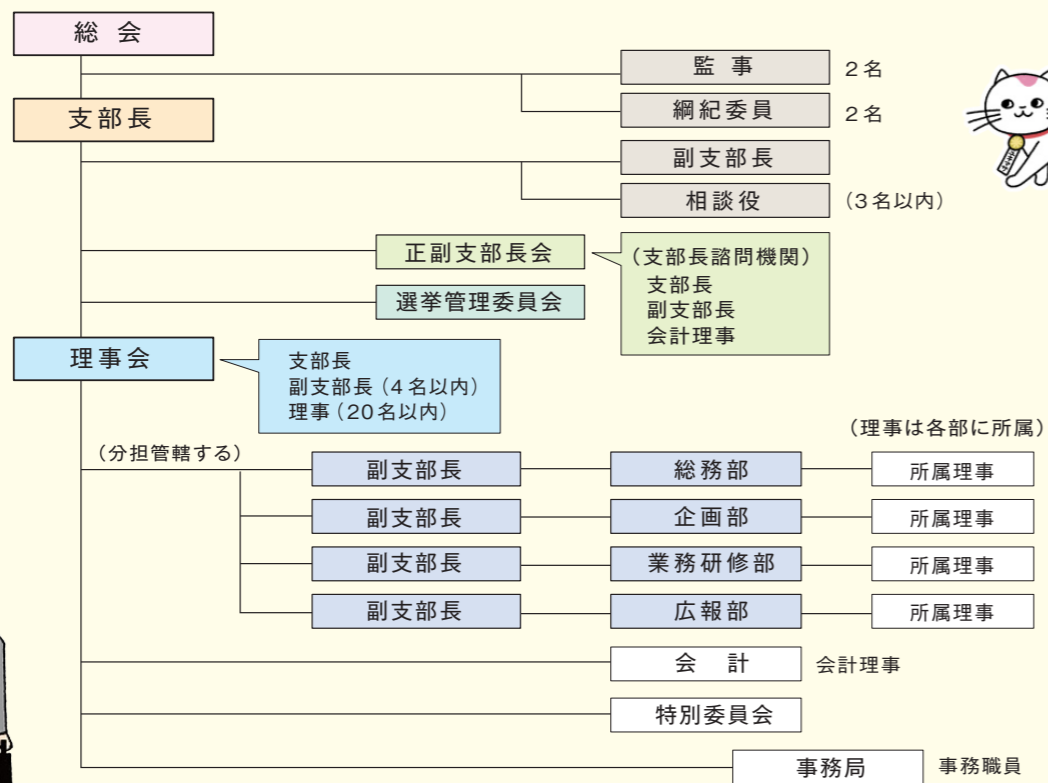 総会
監事 2名
支部長
綱紀委員 2名
副支部長
相談役 (3名以内)
正副支部長会
(支部長諮問機関)
支部長
副支部長
会計理事
選挙管理委員会
理事会
支部長
副支部長(4名以内)
理事(20名以内)
(理事は各部に所属)
(分担管轄する)
副支部長 総務部 所属理事
副支部長 企画部 所属理事
副支部長 業務研修部 所属理事
副支部長 広報部 所属理事
会計 会計理事
特別委員会
事務局 事務職員